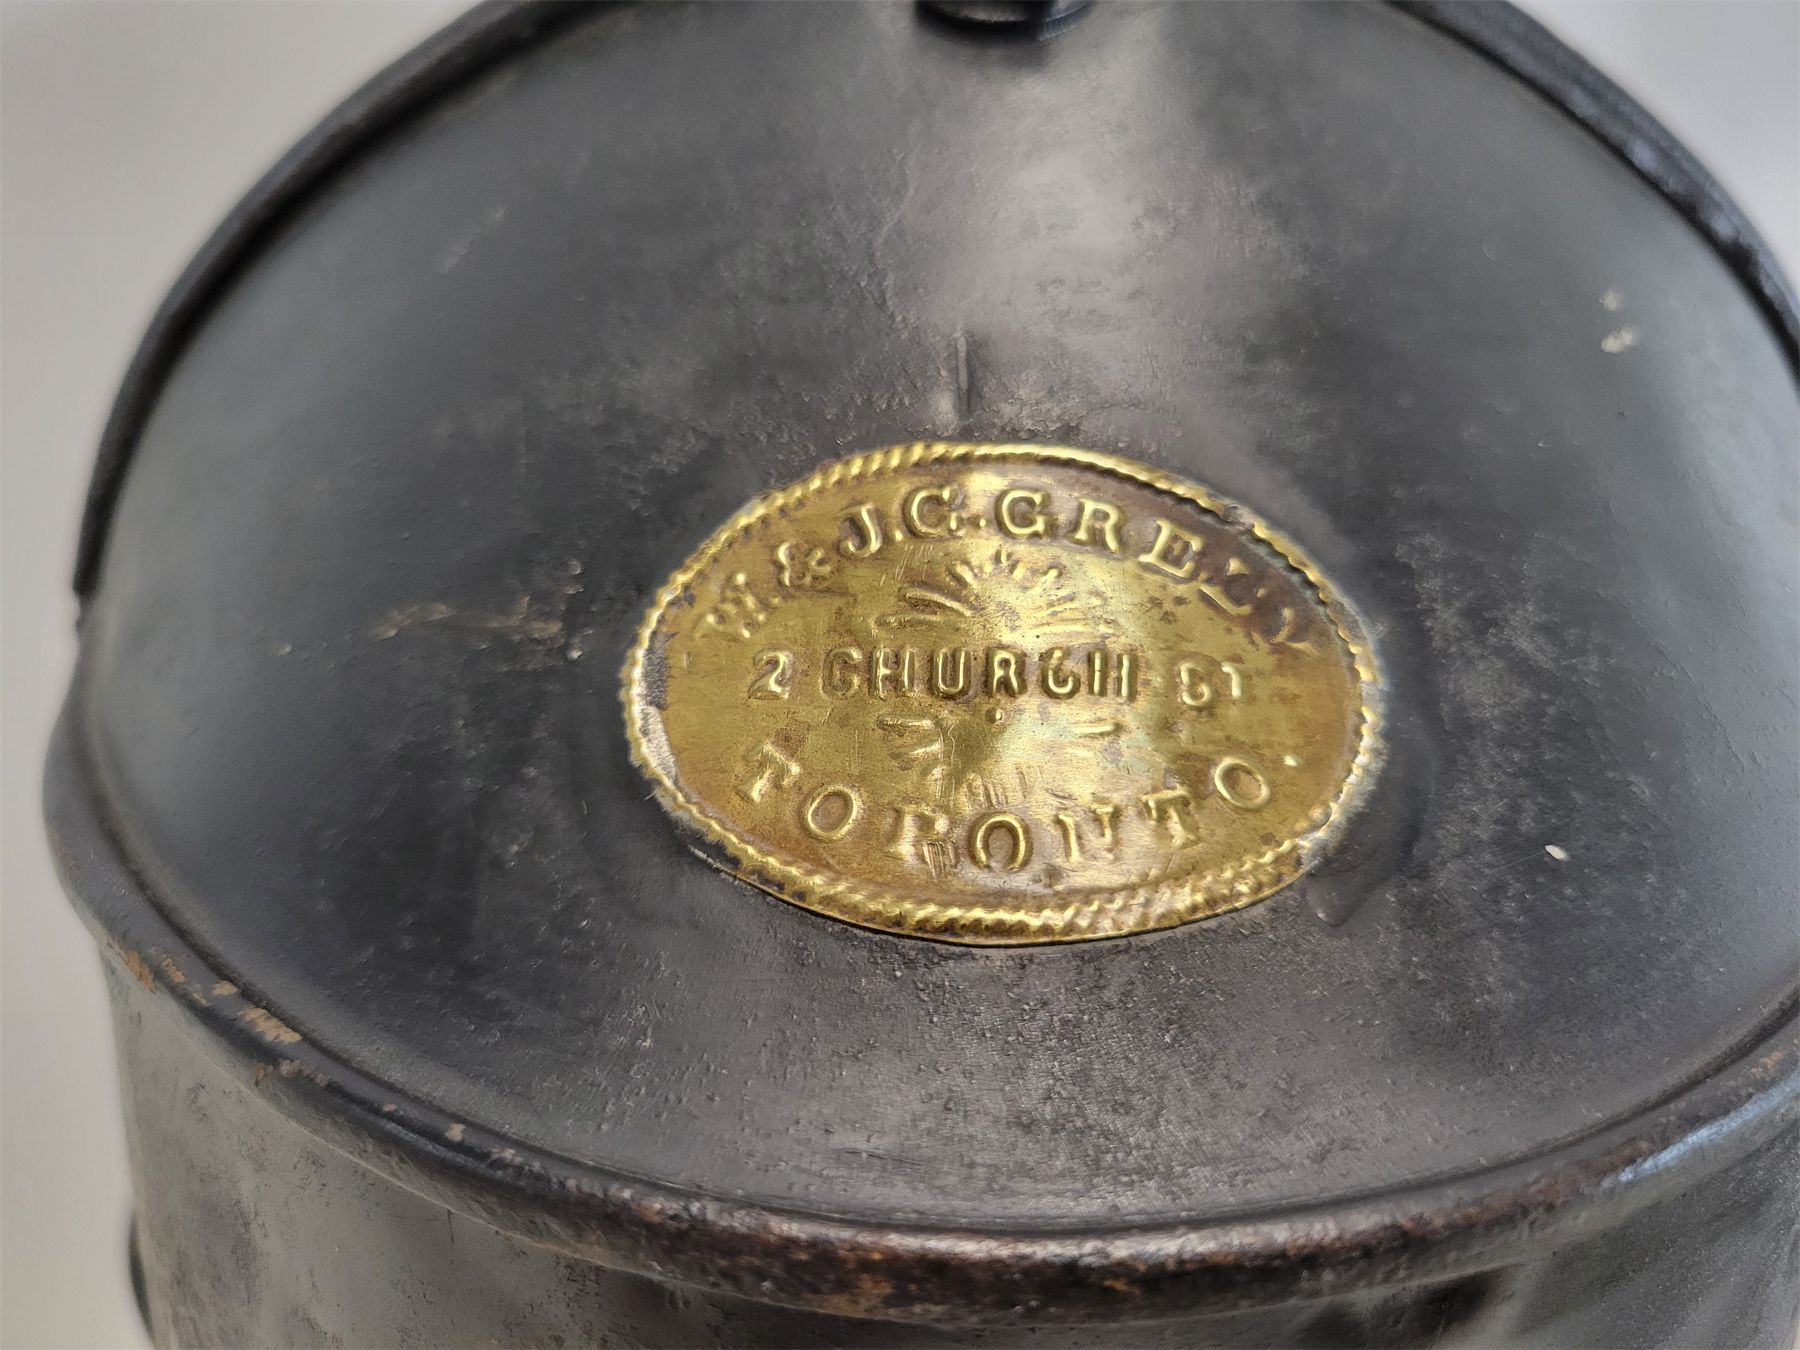 W. & J.G. GREEY
2 CHURCH ST
TORONTO.